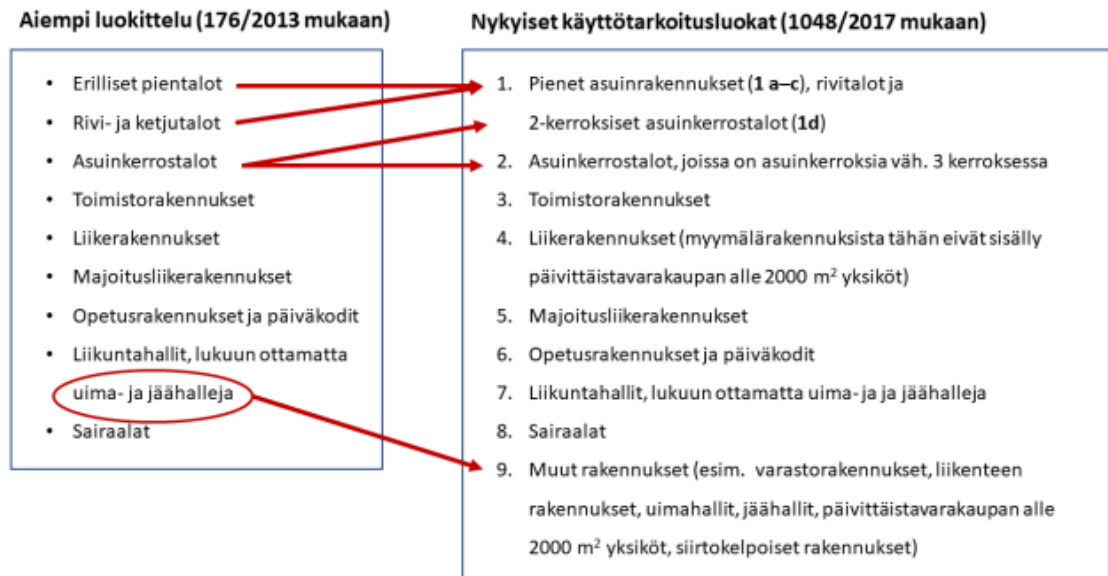 Aiempi luokittelu (176/2013 mukaan)
• Erilliset pientalot
• Rivi- ja ketjutalot
• Asuinkerrostalot
• Toimistorakennukset
• Liikerakennukset
• Majoitusliikerakennukset
• Opetusrakennukset ja päiväkodit
• Liikuntahallit, lukuun ottamatta
uima- ja jäähalleja
• Sairaalat
Nykyiset käyttötarkoitusluokat (1048/2017 mukaan)
1. Pienet asuinrakennukset (1 a–c), rivitalot ja
2-kerroksiset asuinkerrostalot (1d)
2. Asuinkerrostalot, joissa on asuinkerroksia väh. 3 kerroksessa
3. Toimistorakennukset
4. Liikerakennukset (myymälärakennuksista tähän eivät sisälly
päivittäistavarakaupan alle 2000 m² yksiköt)
5. Majoitusliikerakennukset
6. Opetusrakennukset ja päiväkodit
7. Liikuntahallit, lukuun ottamatta uima- ja ja jäähalleja
8. Sairaalat
9. Muut rakennukset (esim. varastorakennukset, liikenteen
rakennukset, uimahallit, jäähallit, päivittäistavarakaupan alle
2000 m² yksiköt, siirtokelpoiset rakennukset)